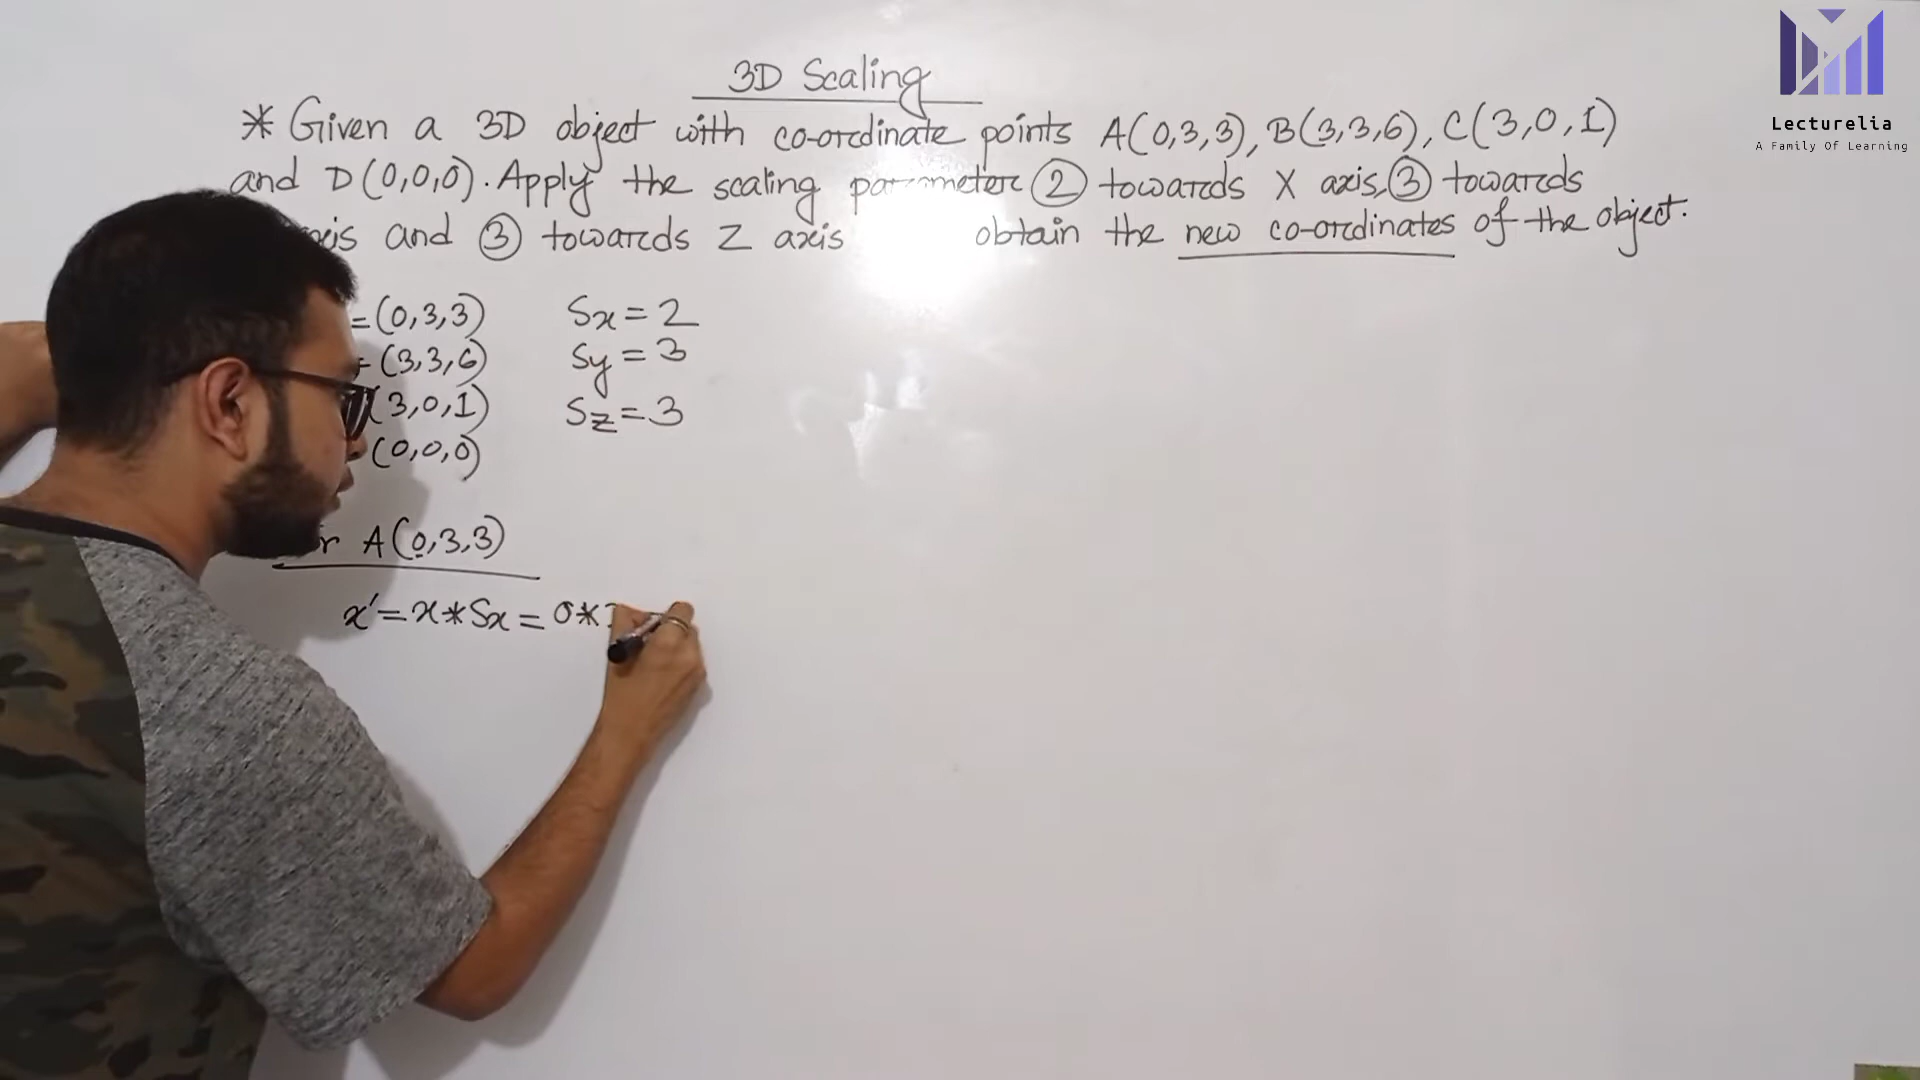 3D Scaling
* Given a 3D object with co-ordinate points A(0,3,3), B(3,3,6), C(3,0,1)
and D(0,0,0). Apply the scaling parameter 2 towards X axis, 3 towards
and 3 towards Z axis obtain the new co-ordinates of the object.
=(0,3,3) Sx = 2
=(3,3,6) Sy = 3
(3,0,1) Sz = 3
(0,0,0)
A(0,3,3)
x' = x * Sx = 0 *
Lecturelia
A Family Of Learning